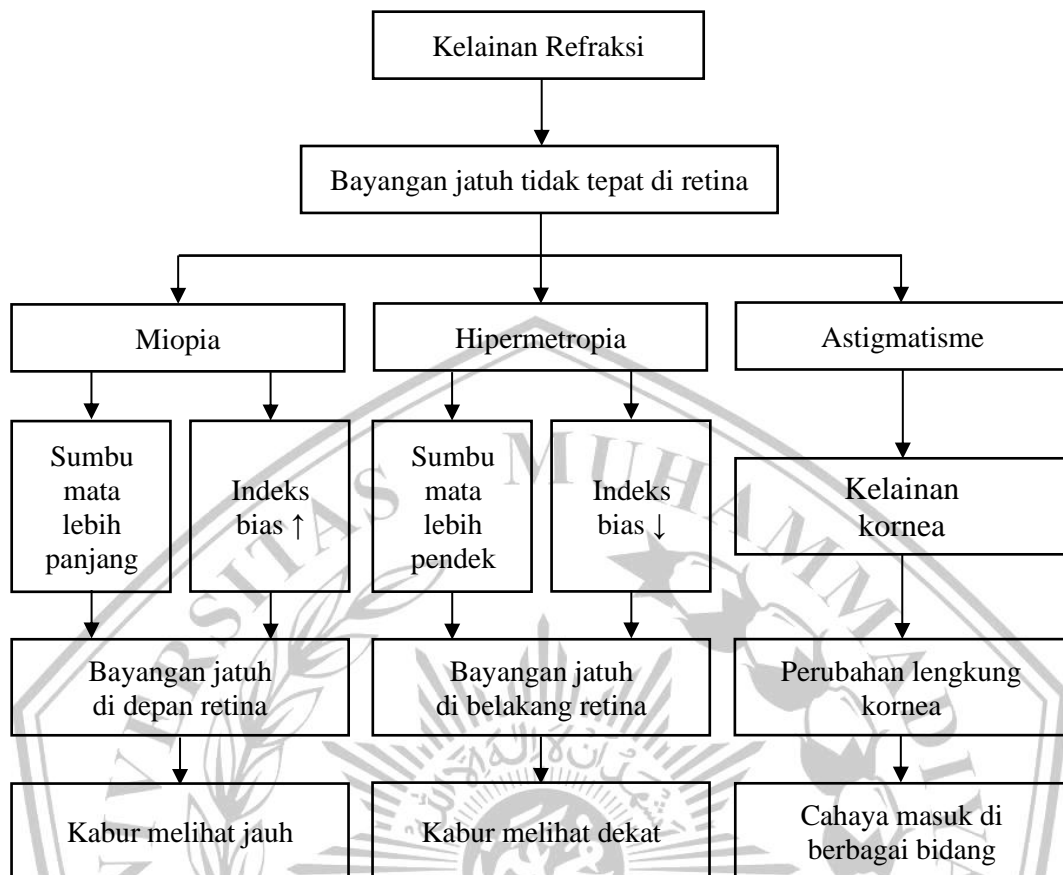 Kelainan Refraksi
Bayangan jatuh tidak tepat di retina
Miopia
Hipermetropia
Astigmatisme
Sumbu
mata
lebih
panjang
Indeks
bias ↑
Sumbu
mata
lebih
pendek
Indeks
bias ↓
Kelainan
kornea
Bayangan jatuh
di depan retina
Bayangan jatuh
di belakang retina
Perubahan lengkung
kornea
Kabur melihat jauh
Kabur melihat dekat
Cahaya masuk di
berbagai bidang